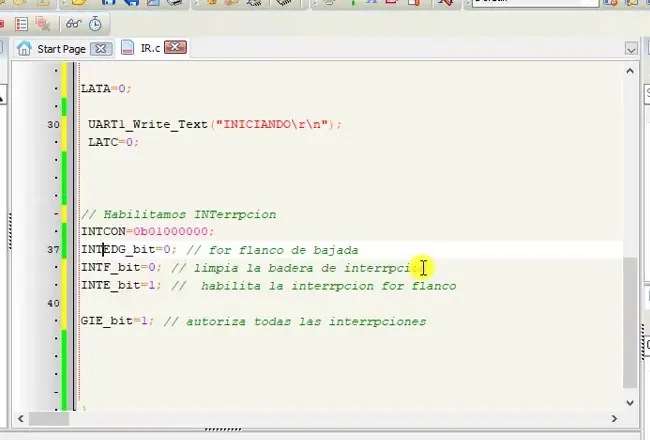 Start Page
IR.c
LATA=0;
30 UART1_Write_Text("INICIANDO\r\n");
LATC=0;
// Habilitamos INTerrpcion
INTCON=0b01000000;
37 INTEDG_bit=0; // for flanco de bajada
INTF_bit=0; // limpia la badera de interrpcion
INTE_bit=1; // habilita la interrpcion for flanco
40
GIE_bit=1; // autoriza todas las interrpciones
}